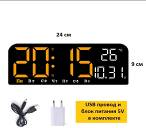 24 см
20:15
26°C
10.31.
9 см
USB провод и
блок питания 5V
в комплекте